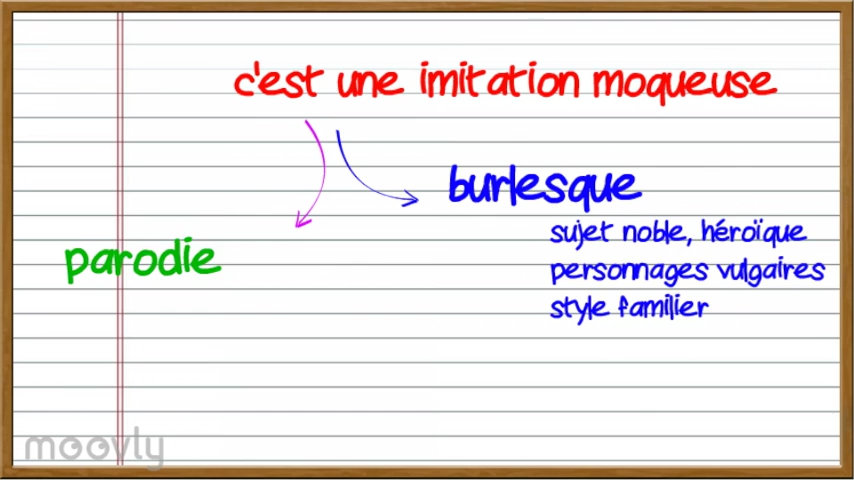 c'est une imitation moqueuse
burlesque
sujet noble, héroïque
personnages vulgaires
style familier
parodie
moovly